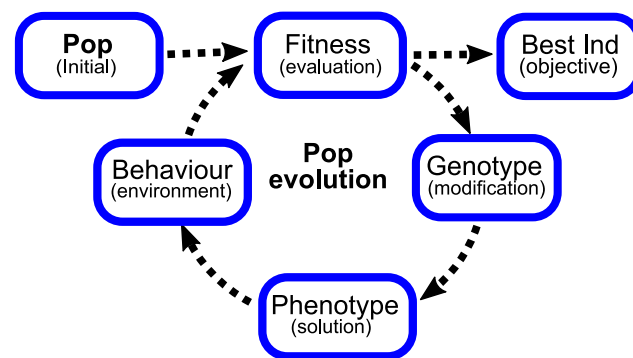 Pop
(Initial)
Fitness
(evaluation)
Best Ind
(objective)
Behaviour
(environment)
Pop
evolution
Genotype
(modification)
Phenotype
(solution)